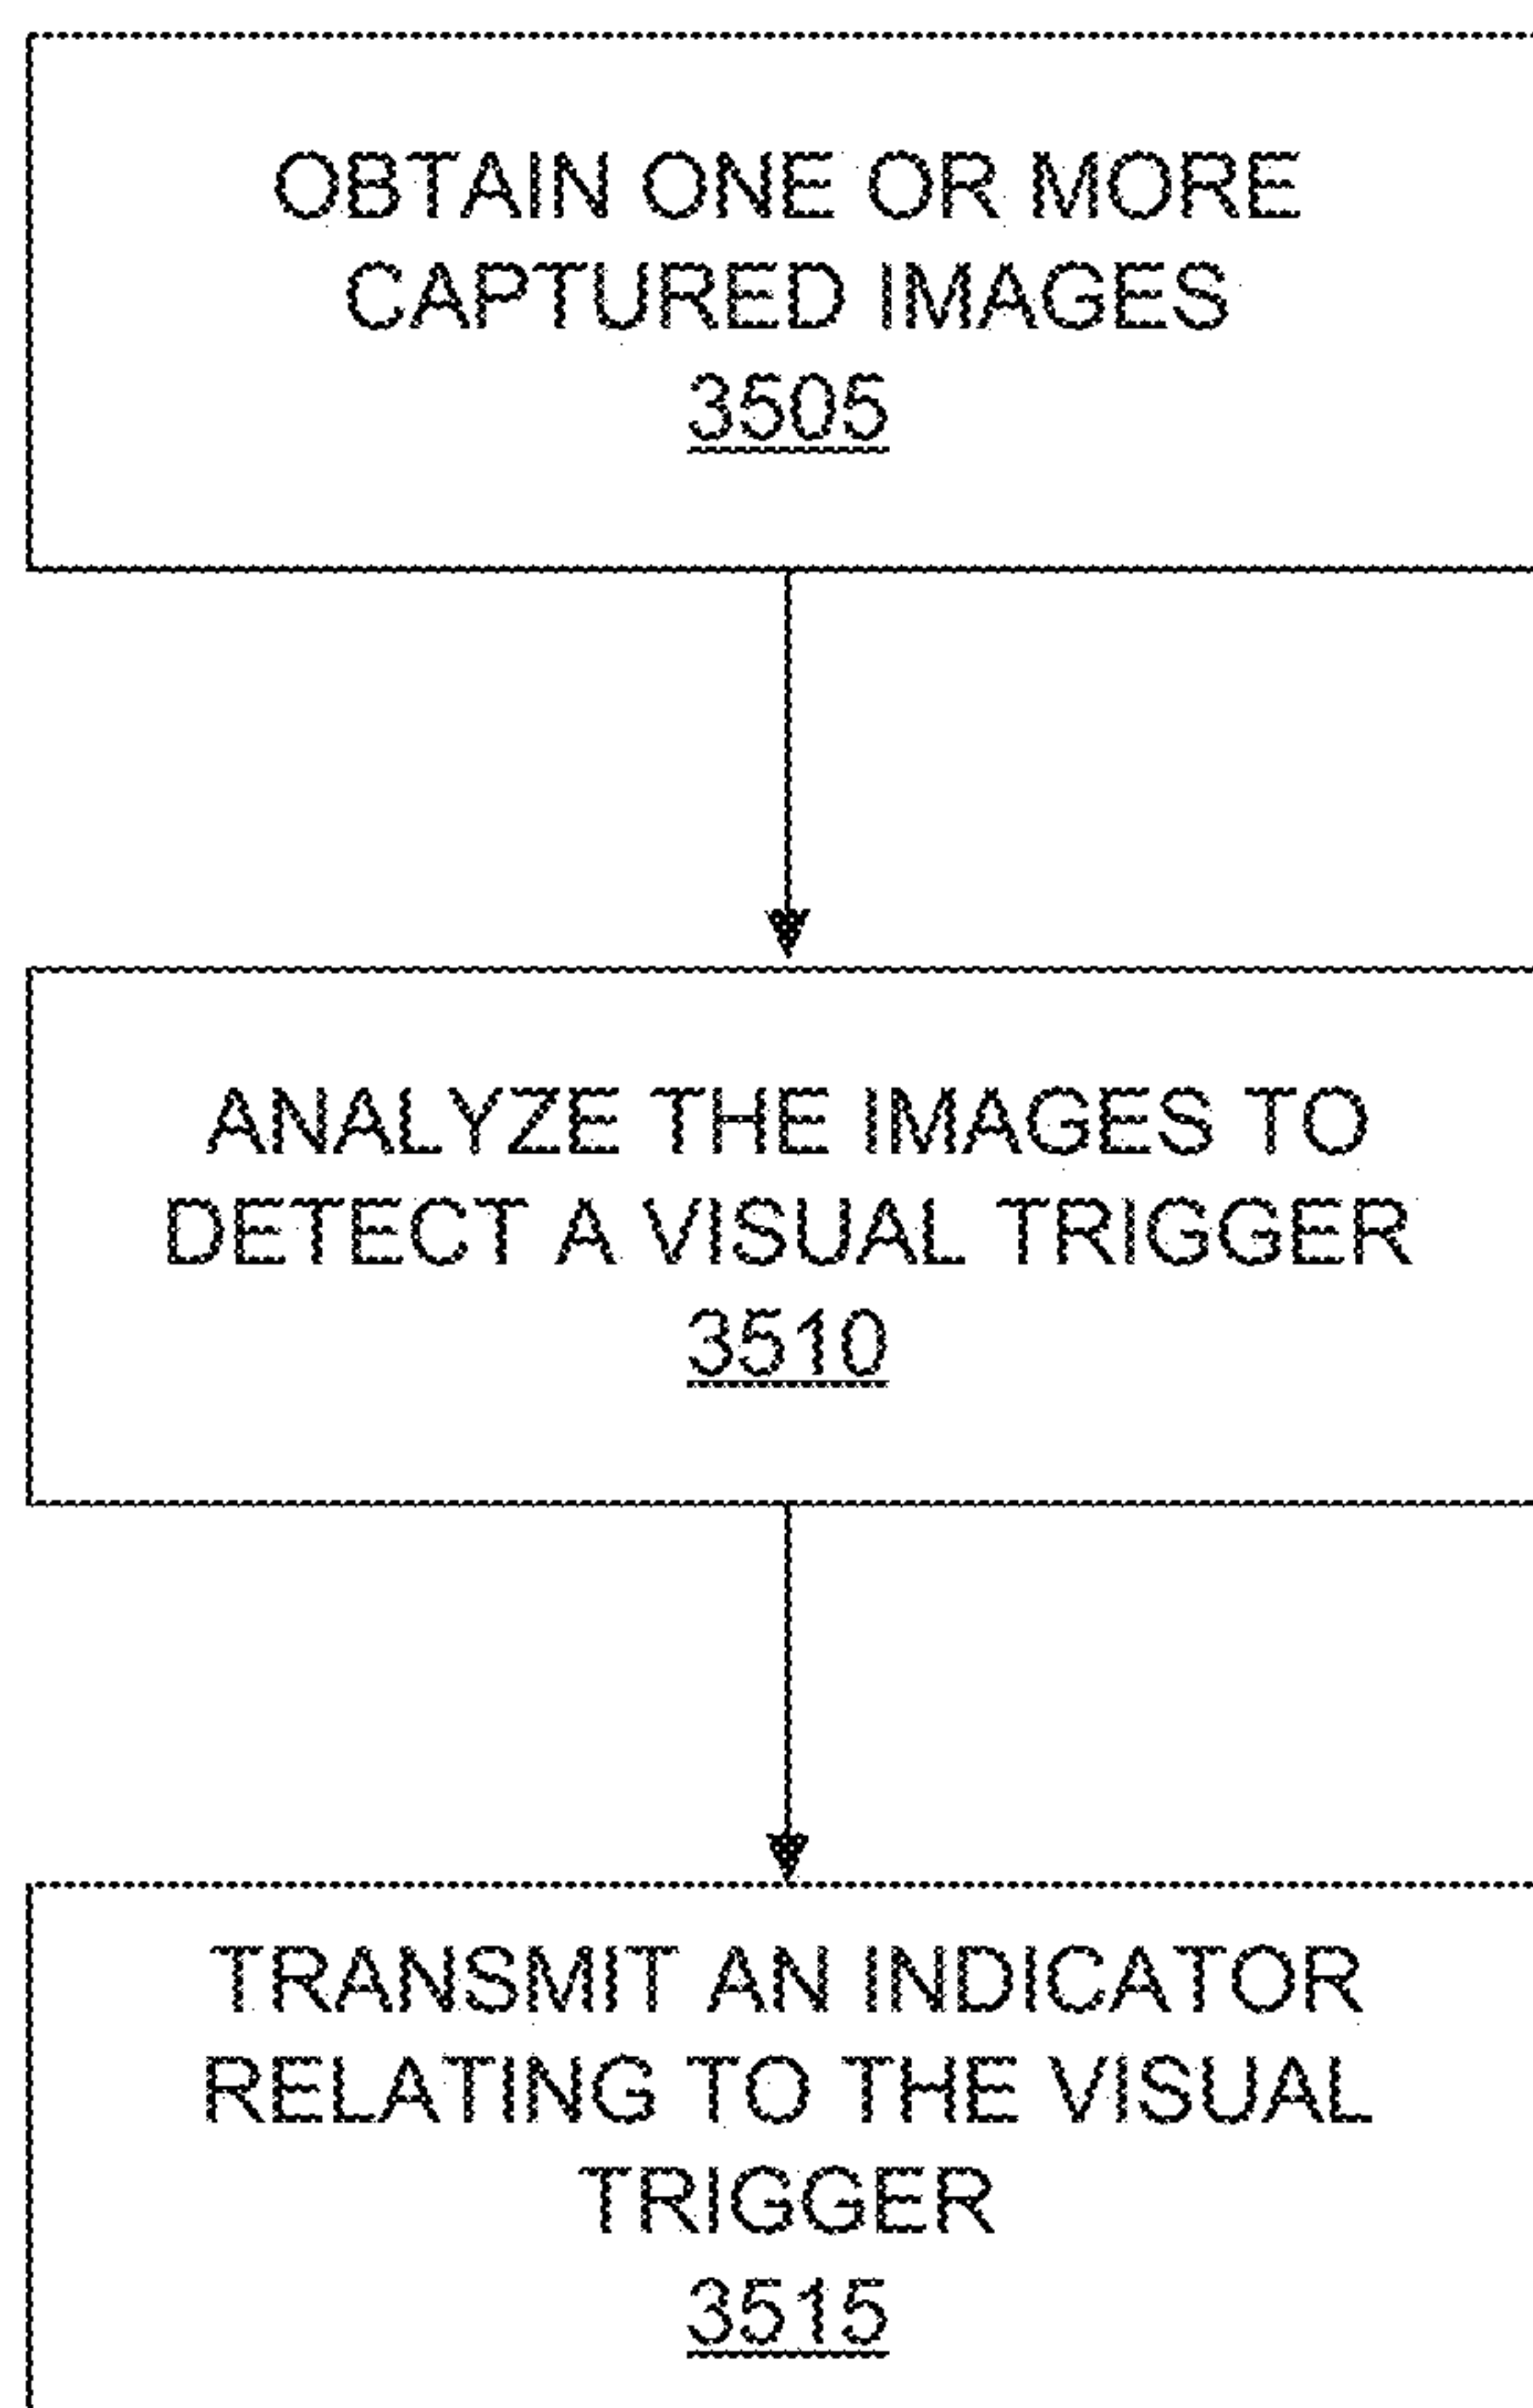 OBTAIN ONE OR MORE
CAPTURED IMAGES
3505
ANALYZE THE IMAGES TO
DETECT A VISUAL TRIGGER
3510
TRANSMIT AN INDICATOR
RELATING TO THE VISUAL
TRIGGER
3515